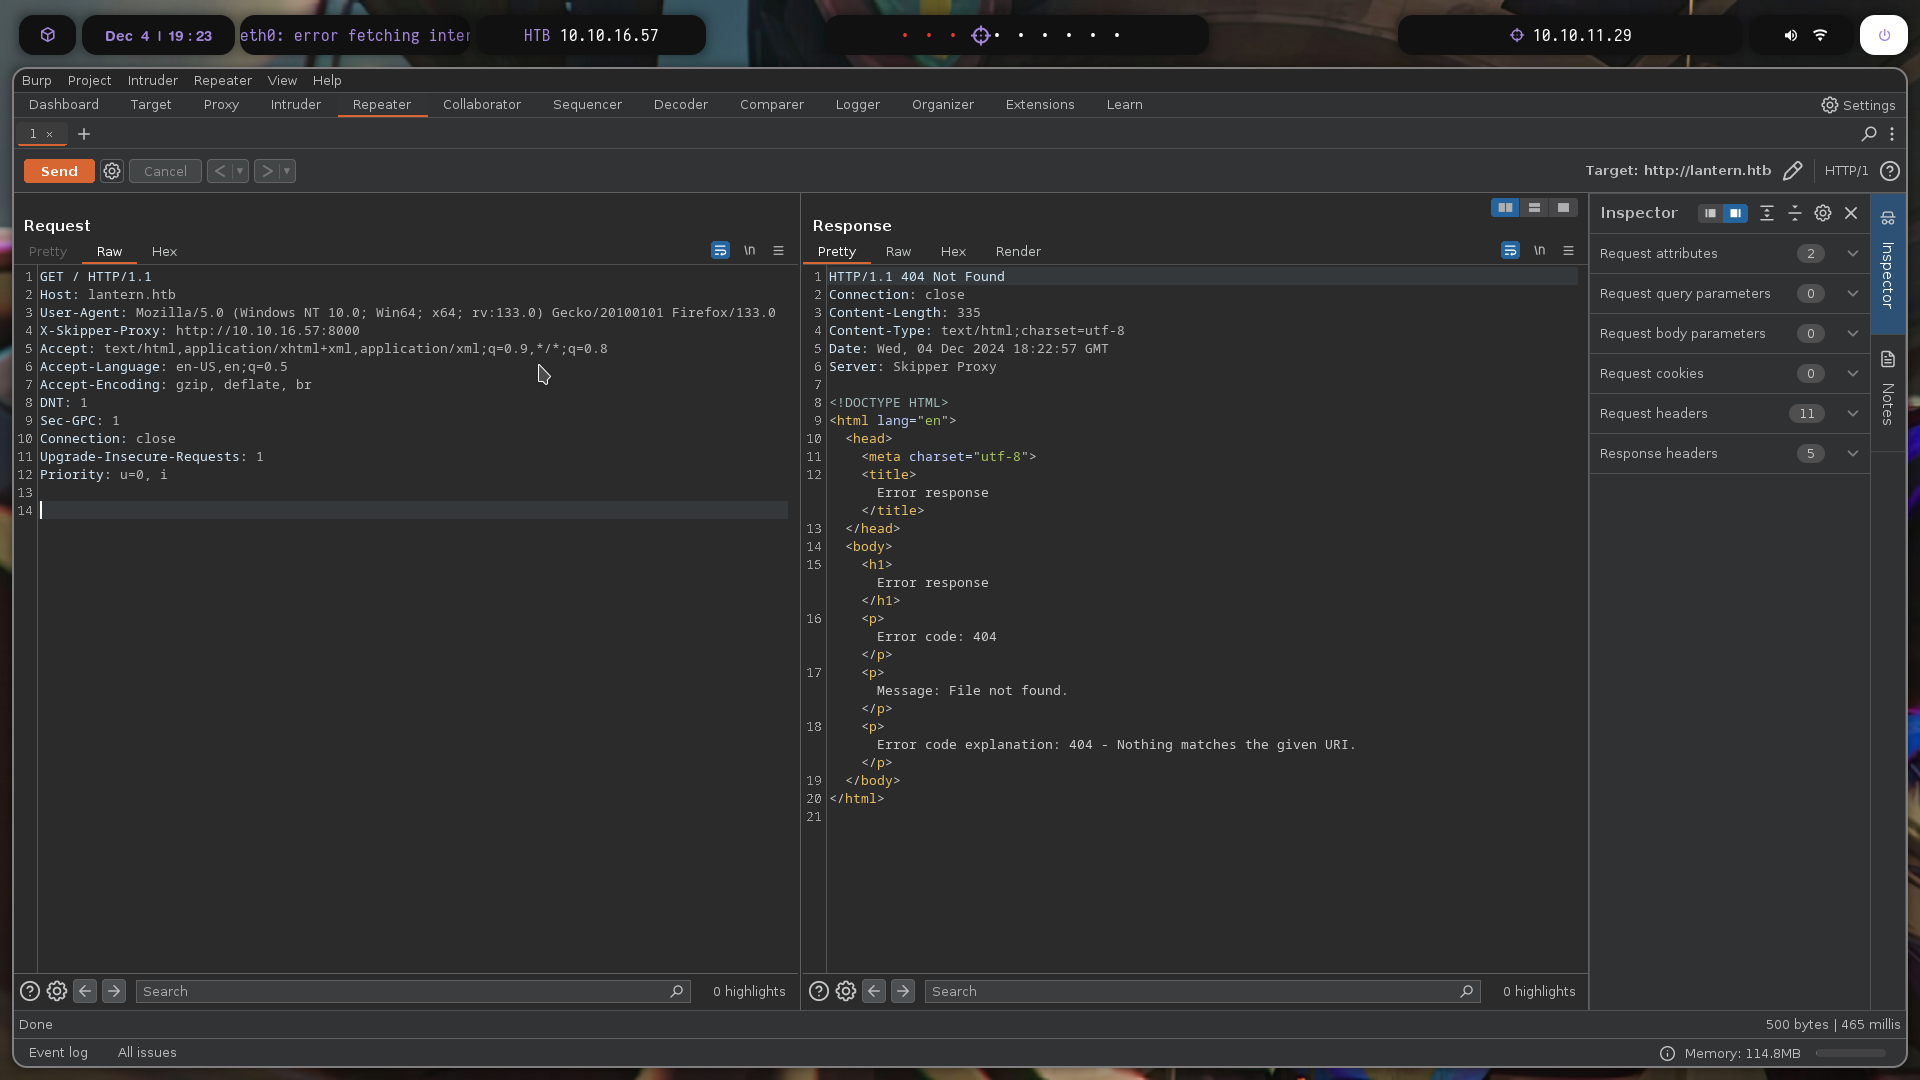 Dec 4 | 19:23
eth0: error fetching inter
HTB 10.10.16.57
10.10.11.29
Burp Project Intruder Repeater View Help
Dashboard Target Proxy Intruder Repeater Collaborator Sequencer Decoder Comparer Logger Organizer Extensions Learn
Settings
1 × +
Send Cancel < >
Target: http://lantern.htb HTTP/1
Request
Pretty Raw Hex
\n
1 GET / HTTP/1.1
2 Host: lantern.htb
3 User-Agent: Mozilla/5.0 (Windows NT 10.0; Win64; x64; rv:133.0) Gecko/20100101 Firefox/133.0
4 X-Skipper-Proxy: http://10.10.16.57:8000
5 Accept: text/html,application/xhtml+xml,application/xml;q=0.9,*/*;q=0.8
6 Accept-Language: en-US,en;q=0.5
7 Accept-Encoding: gzip, deflate, br
8 DNT: 1
9 Sec-GPC: 1
10 Connection: close
11 Upgrade-Insecure-Requests: 1
12 Priority: u=0, i
13
14
Search
0 highlights
Response
Pretty Raw Hex Render
\n
1 HTTP/1.1 404 Not Found
2 Connection: close
3 Content-Length: 335
4 Content-Type: text/html;charset=utf-8
5 Date: Wed, 04 Dec 2024 18:22:57 GMT
6 Server: Skipper Proxy
7
8 <!DOCTYPE HTML>
9 <html lang="en">
10 <head>
11 <meta charset="utf-8">
12 <title>
Error response
</title>
13 </head>
14 <body>
15 <h1>
Error response
</h1>
16 <p>
Error code: 404
</p>
17 <p>
Message: File not found.
</p>
18 <p>
Error code explanation: 404 - Nothing matches the given URI.
</p>
19 </body>
20 </html>
21
Search
0 highlights
Inspector
Request attributes 2
Request query parameters 0
Request body parameters 0
Request cookies 0
Request headers 11
Response headers 5
Inspector
Notes
Done
500 bytes | 465 millis
Event log All issues
Memory: 114.8MB